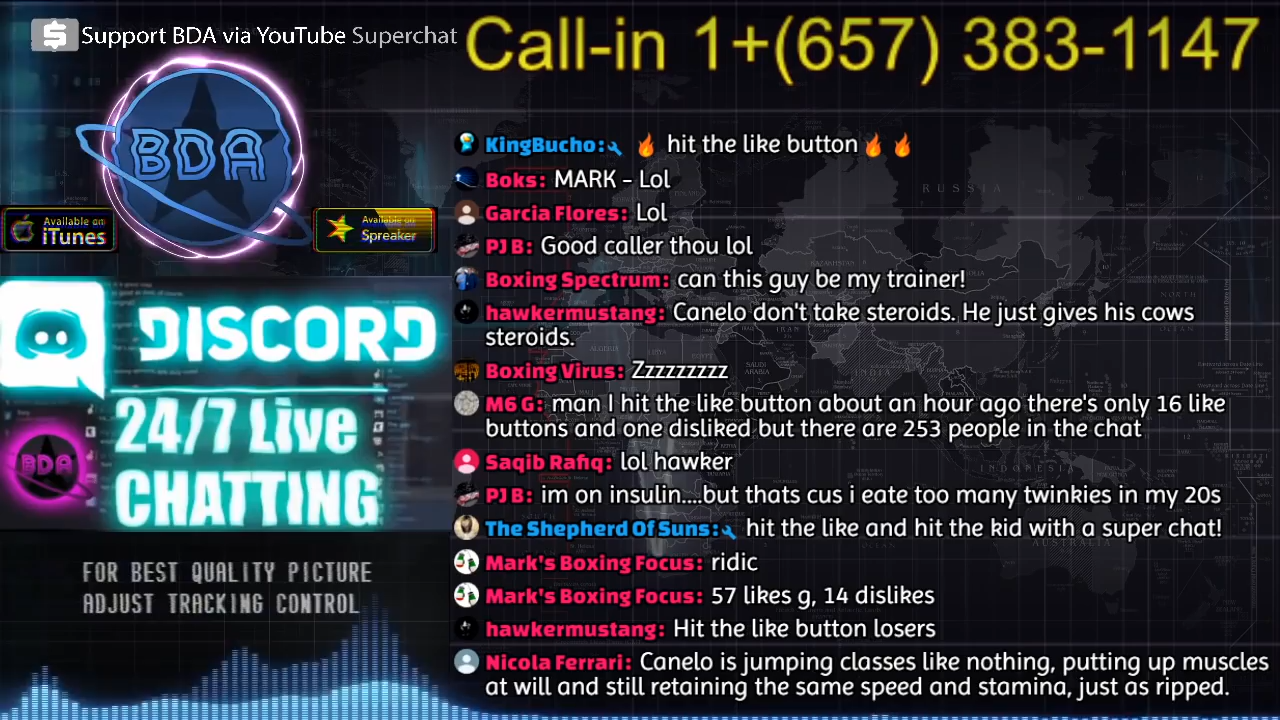 Support BDA via YouTube Superchat
Call-in 1+(657) 383-1147
BDA
Available on
iTunes
Available on
Spreaker
DISCORD
24/7 Live
CHATTING
BDA
FOR BEST QUALITY PICTURE
ADJUST TRACKING CONTROL
KingBucho: 🔥 hit the like button 🔥 🔥
Boks: MARK - Lol
Garcia Flores: Lol
PJ B: Good caller thou lol
Boxing Spectrum: can this guy be my trainer!
hawkermustang: Canelo don't take steroids. He just gives his cows
steroids.
Boxing Virus: Zzzzzzzzz
M6 G: man I hit the like button about an hour ago there's only 16 like
buttons and one disliked but there are 253 people in the chat
Saqib Rafiq: lol hawker
PJ B: im on insulin....but thats cus i eate too many twinkies in my 20s
The Shepherd Of Suns: hit the like and hit the kid with a super chat!
Mark's Boxing Focus: ridic
Mark's Boxing Focus: 57 likes g, 14 dislikes
hawkermustang: Hit the like button losers
Nicola Ferrari: Canelo is jumping classes like nothing, putting up muscles
at will and still retaining the same speed and stamina, just as ripped.
RUSSIA
INDONESIA